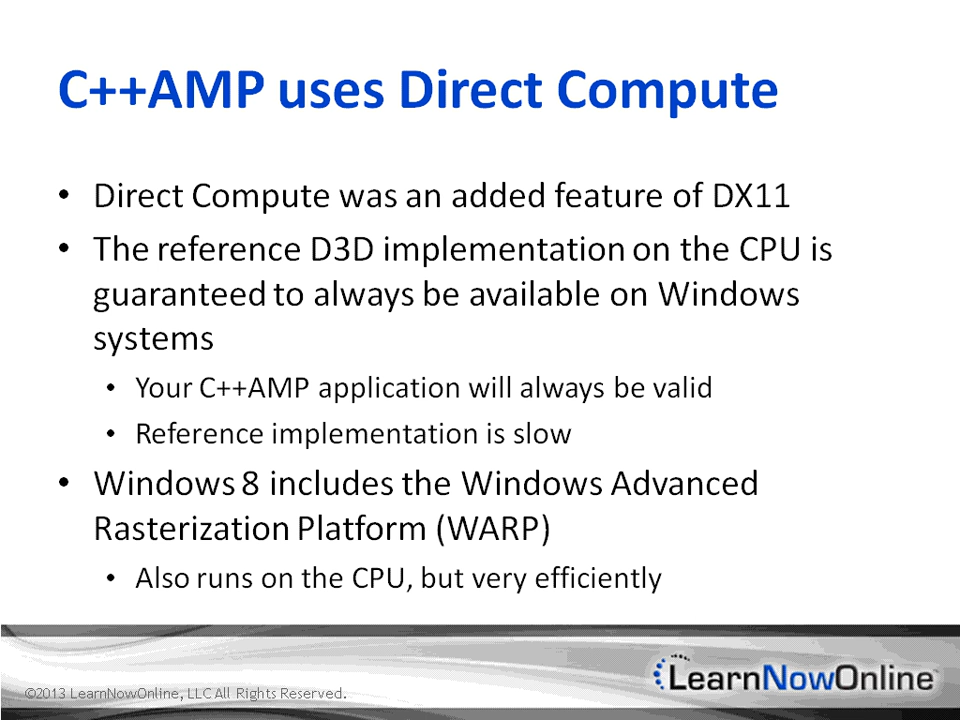 C++AMP uses Direct Compute
• Direct Compute was an added feature of DX11
• The reference D3D implementation on the CPU is
guaranteed to always be available on Windows
systems
• Your C++AMP application will always be valid
• Reference implementation is slow
• Windows 8 includes the Windows Advanced
Rasterization Platform (WARP)
• Also runs on the CPU, but very efficiently
©2013 LearnNowOnline, LLC All Rights Reserved.
LearnNowOnline